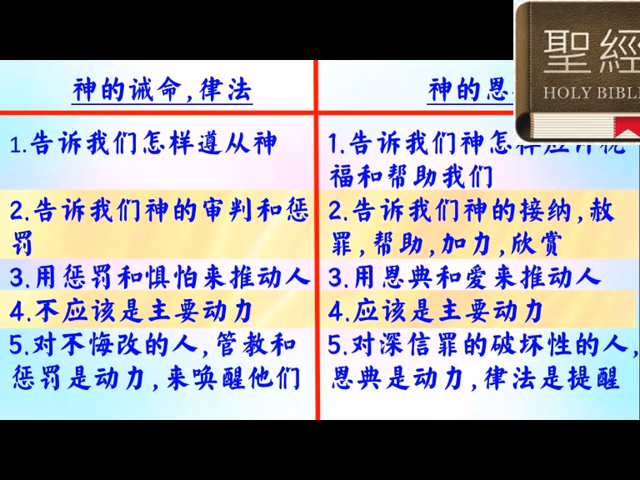 聖經
HOLY BIBLE
神的诫命,律法
神的恩
1.告诉我们怎样遵从神
2.告诉我们神的审判和惩
罚
3.用惩罚和惧怕来推动人
4.不应该是主要动力
5.对不悔改的人,管教和
惩罚是动力,来唤醒他们
1.告诉我们神怎样应许祝
福和帮助我们
2.告诉我们神的接纳,赦
罪,帮助,加力,欣赏
3.用恩典和爱来推动人
4.应该是主要动力
5.对深信罪的破坏性的人,
恩典是动力,律法是提醒